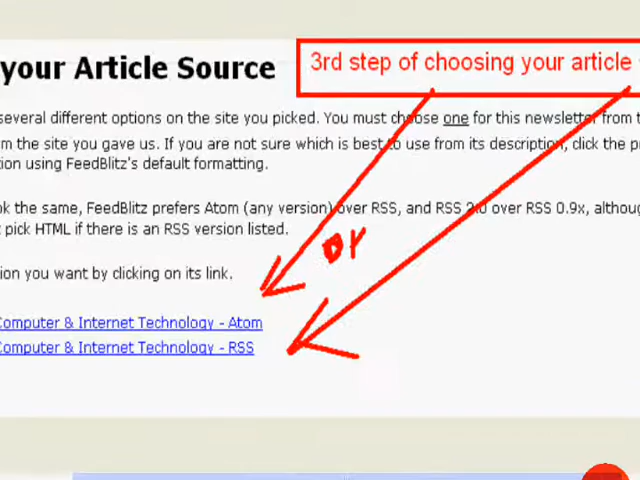 your Article Source
3rd step of choosing your article
several different options on the site you picked. You must choose one for this newsletter from
m the site you gave us. If you are not sure which is best to use from its description, click the
tion using FeedBlitz's default formatting.
ok the same, FeedBlitz prefers Atom (any version) over RSS, and RSS 2.0 over RSS 0.9x, although
t pick HTML if there is an RSS version listed.
or
ion you want by clicking on its link.
Computer & Internet Technology - Atom
Computer & Internet Technology - RSS